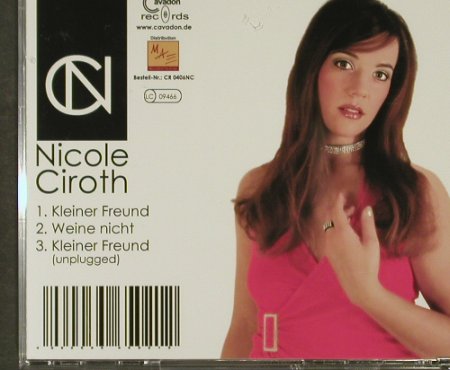 Cavadon
records
www.cavadon.de
Distribution
Bestell-Nr.: CR 0406NC
LC 09466
CN
Nicole
Ciroth
1. Kleiner Freund
2. Weine nicht
3. Kleiner Freund
(unplugged)